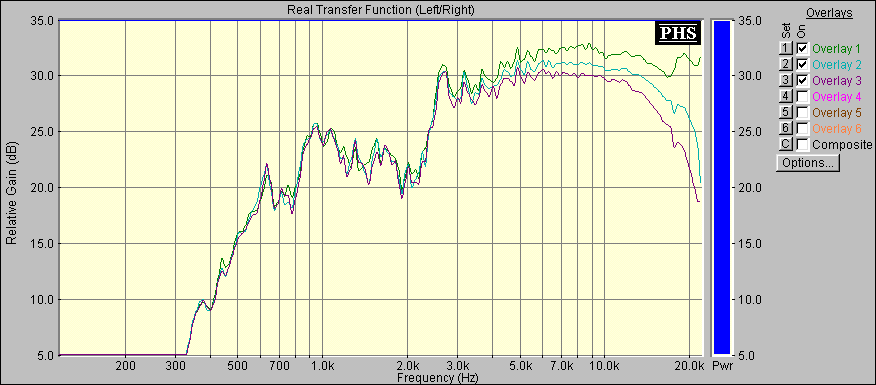 Real Transfer Function (Left/Right)
Relative Gain (dB)
35.0
30.0
25.0
20.0
15.0
10.0
5.0
200
300
500
700
1.0k
2.0k
3.0k
5.0k
7.0k
10.0k
20.0k
Frequency (Hz)
PHS
35.0
30.0
25.0
20.0
15.0
10.0
5.0
Pwr
Overlays
Set
On
1 Overlay 1
2 Overlay 2
3 Overlay 3
4 Overlay 4
5 Overlay 5
6 Overlay 6
C Composite
Options...